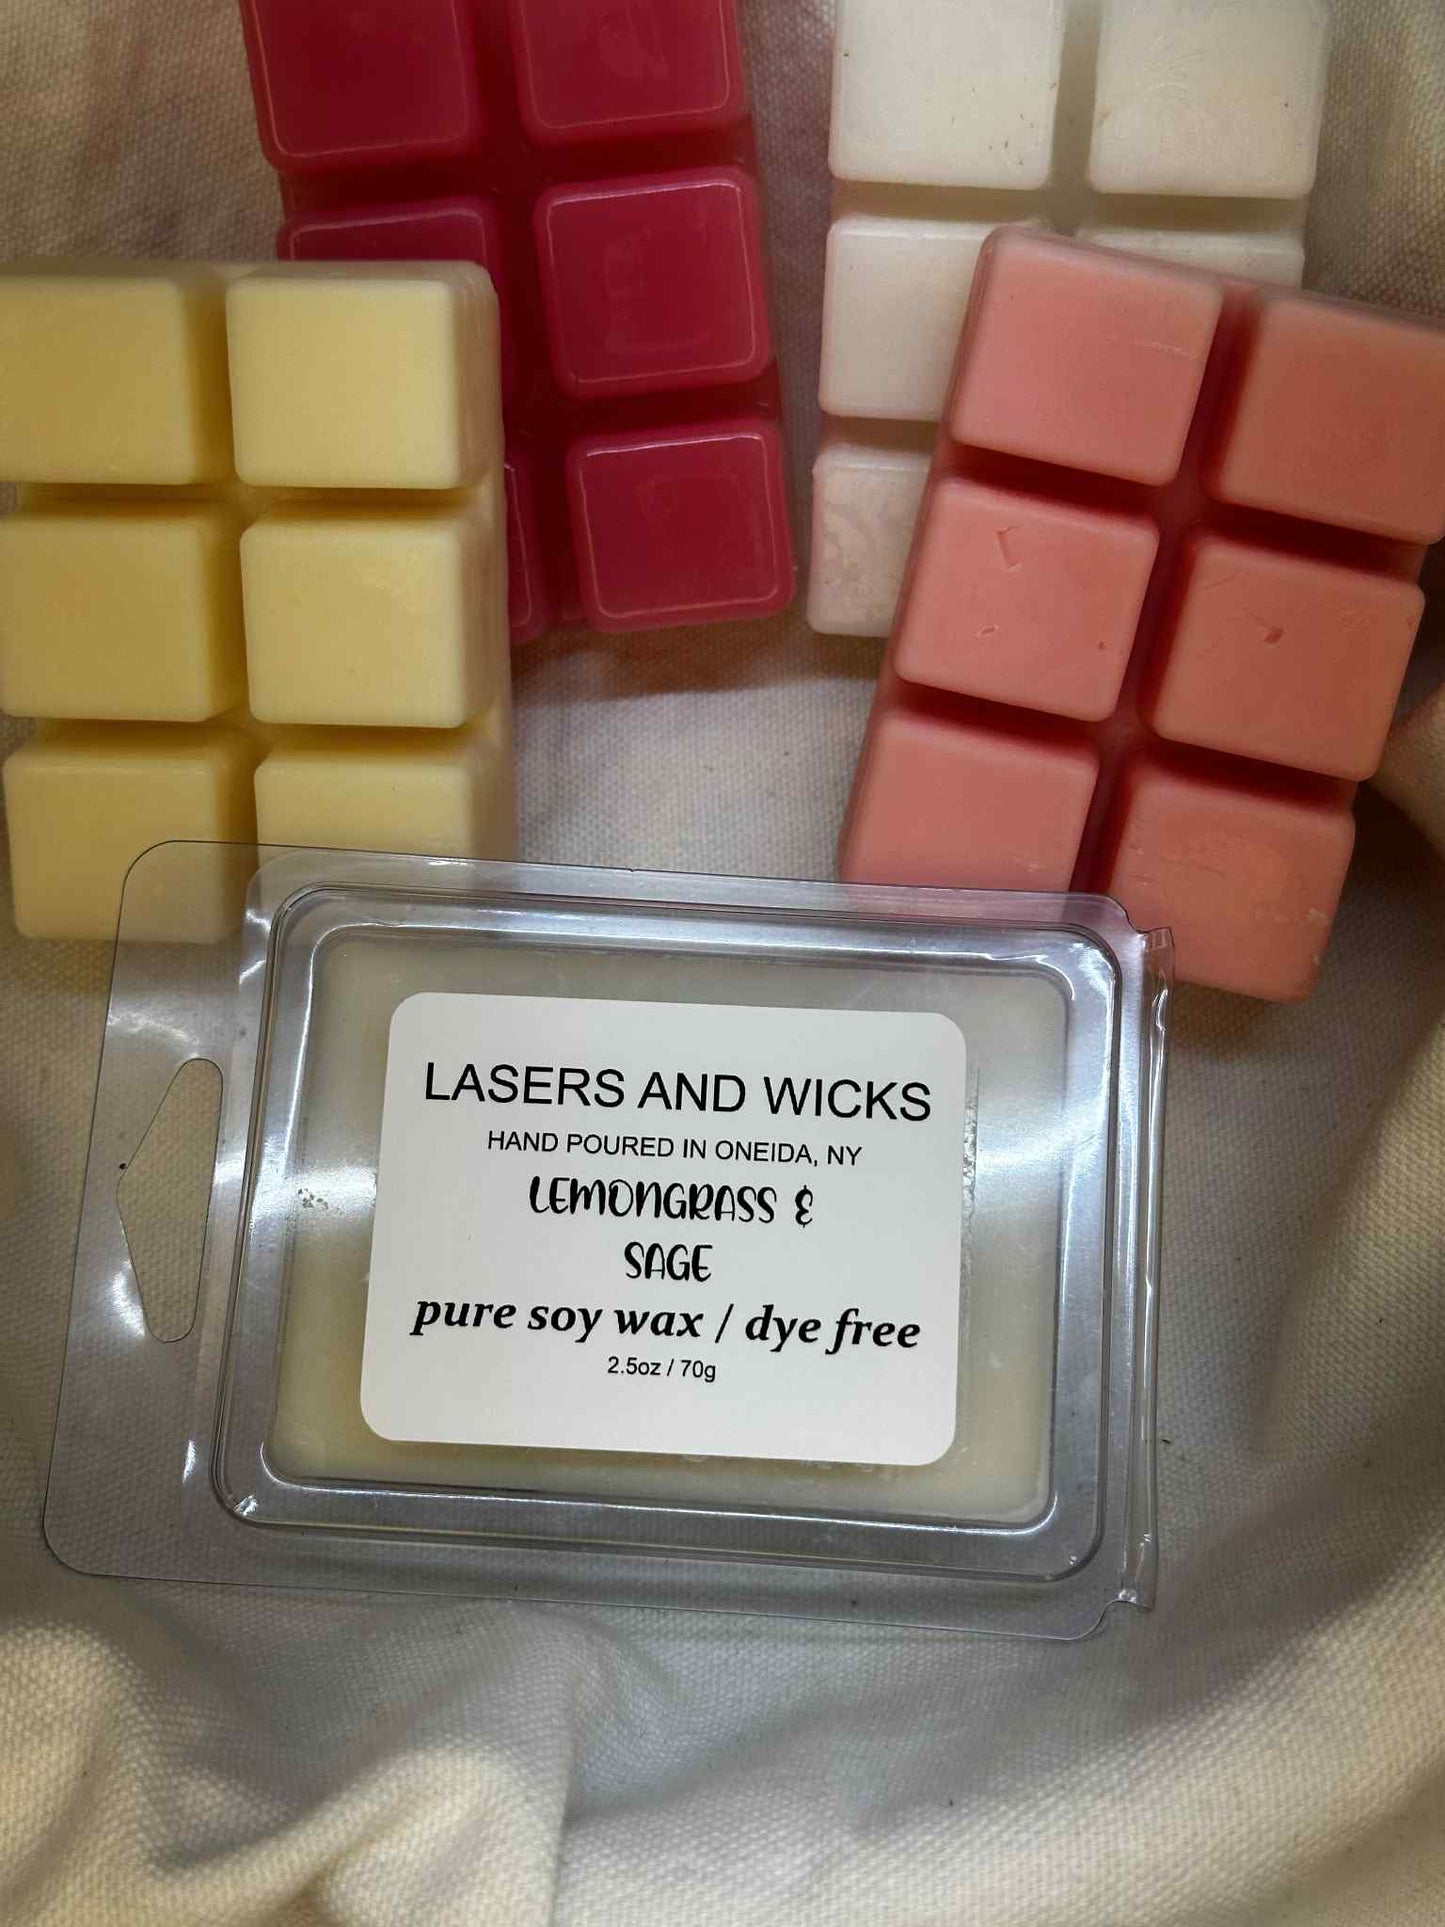 LASERS AND WICKS
HAND POURED IN ONEIDA, NY
LEMONGRASS &
SAGE
pure soy wax / dye free
2.5oz / 70g